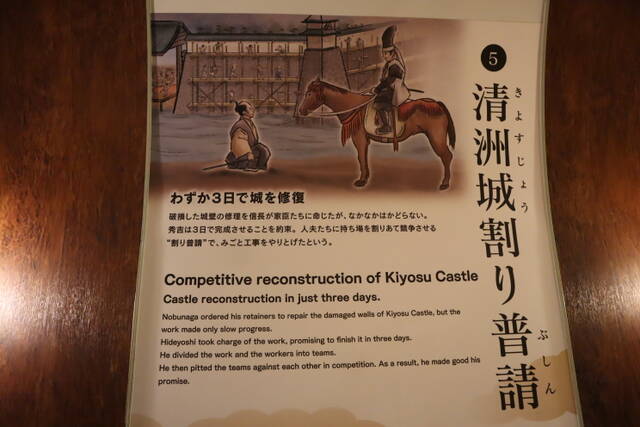 5
清洲城割り普請
きよすじょう
ぶしん
わずか3日で城を修復
破損した城壁の修理を信長が家臣たちに命じたが、なかなかはかどらない。
秀吉は3日で完成させることを約束。人夫たちに持ち場を割りあて競争させる
“割り普請”で、みごと工事をやりとげたという。
Competitive reconstruction of Kiyosu Castle
Castle reconstruction in just three days.
Nobunaga ordered his retainers to repair the damaged walls of Kiyosu Castle, but the
work made only slow progress.
Hideyoshi took charge of the work, promising to finish it in three days.
He divided the work and the workers into teams.
He then pitted the teams against each other in competition. As a result, he made good his
promise.